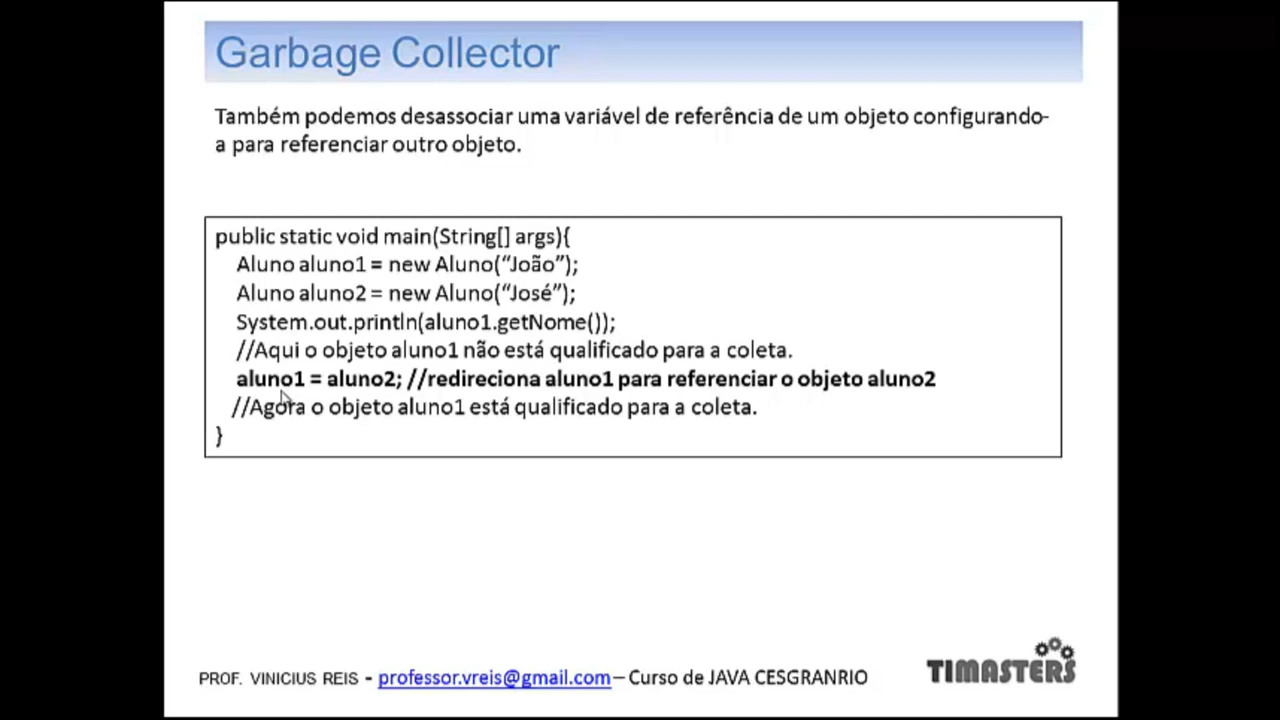 Garbage Collector
Também podemos desassociar uma variável de referência de um objeto configurando-
a para referenciar outro objeto.
public static void main(String[] args){
Aluno aluno1 = new Aluno(“João”);
Aluno aluno2 = new Aluno(“José”);
System.out.println(aluno1.getNome());
//Aqui o objeto aluno1 não está qualificado para a coleta.
aluno1 = aluno2; //redireciona aluno1 para referenciar o objeto aluno2
//Agora o objeto aluno1 está qualificado para a coleta.
}
PROF. VINICIUS REIS - professor.vreis@gmail.com – Curso de JAVA CESGRANRIO
TIMASTERS